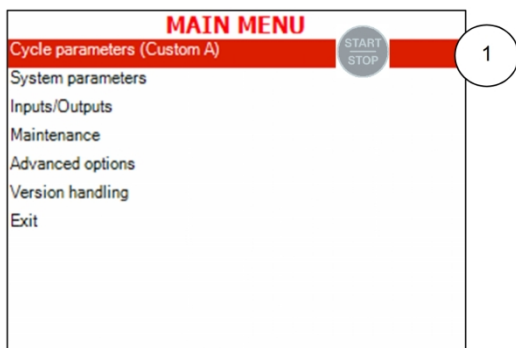 MAIN MENU
Cycle parameters (Custom A)
START
STOP
1
System parameters
Inputs/Outputs
Maintenance
Advanced options
Version handling
Exit